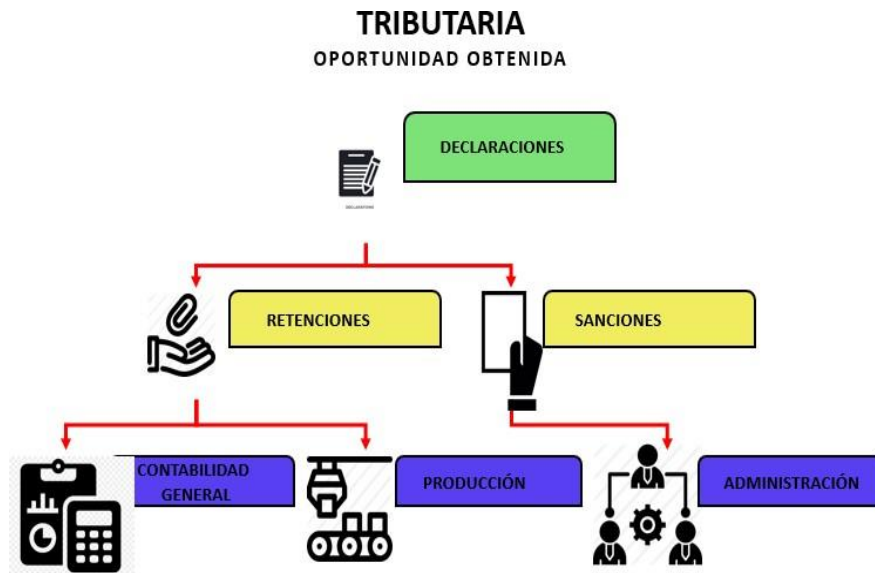 TRIBUTARIA
OPORTUNIDAD OBTENIDA
DECLARACIONES
RETENCIONES
SANCIONES
CONTABILIDAD
GENERAL
PRODUCCIÓN
ADMINISTRACIÓN